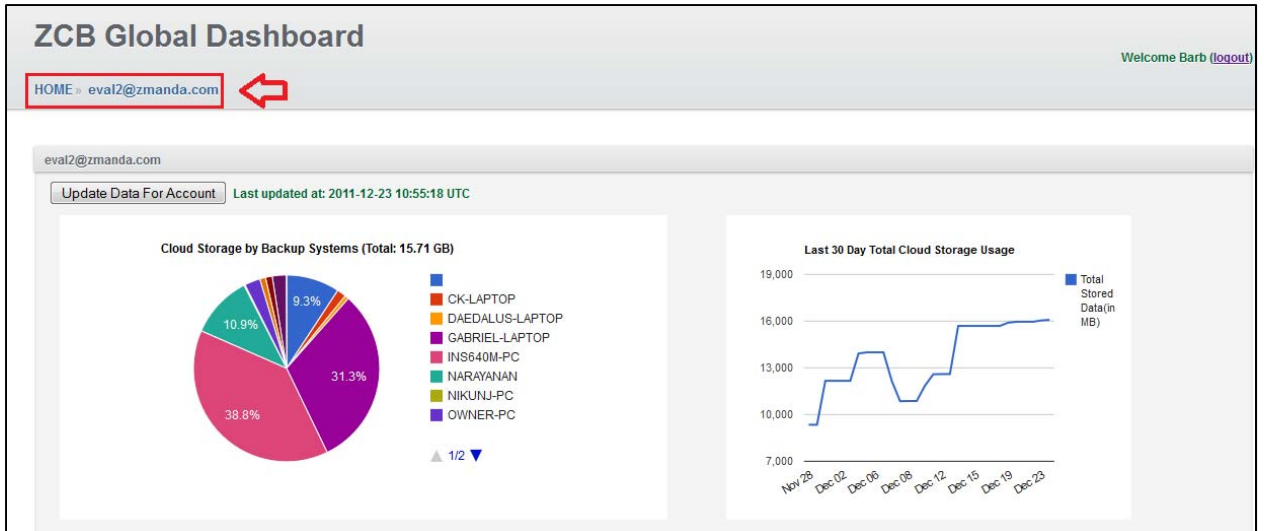 ZCB Global Dashboard
Welcome Barb (logout)
HOME » eval2@zmanda.com
eval2@zmanda.com
Update Data For Account Last updated at: 2011-12-23 10:55:18 UTC
Cloud Storage by Backup Systems (Total: 15.71 GB)
9.3%
10.9%
31.3%
38.8%
CK-LAPTOP
DAEDALUS-LAPTOP
GABRIEL-LAPTOP
INS640M-PC
NARAYANAN
NIKUNJ-PC
OWNER-PC
1/2
Last 30 Day Total Cloud Storage Usage
19,000
16,000
13,000
10,000
7,000
Nov 28 Dec 02 Dec 06 Dec 08 Dec 12 Dec 15 Dec 19 Dec 23
Total
Stored
Data(in
MB)